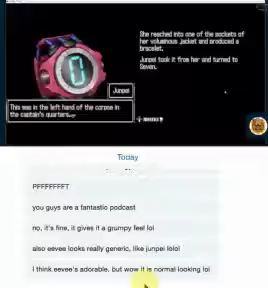 She reached into one of the pockets of
her voluminous jacket and produced a
bracelet.
Junpei took it from her and turned to
Seven.
0
Junpei
This was in the left hand of the corpse in
the captain's quarters.
MENU
Today
PFFFFFFFT
you guys are a fantastic podcast
no, it's fine, it gives it a grumpy feel lol
also eevee looks really generic, like junpei lolol
I think eevee's adorable, but wow it is normal looking lol